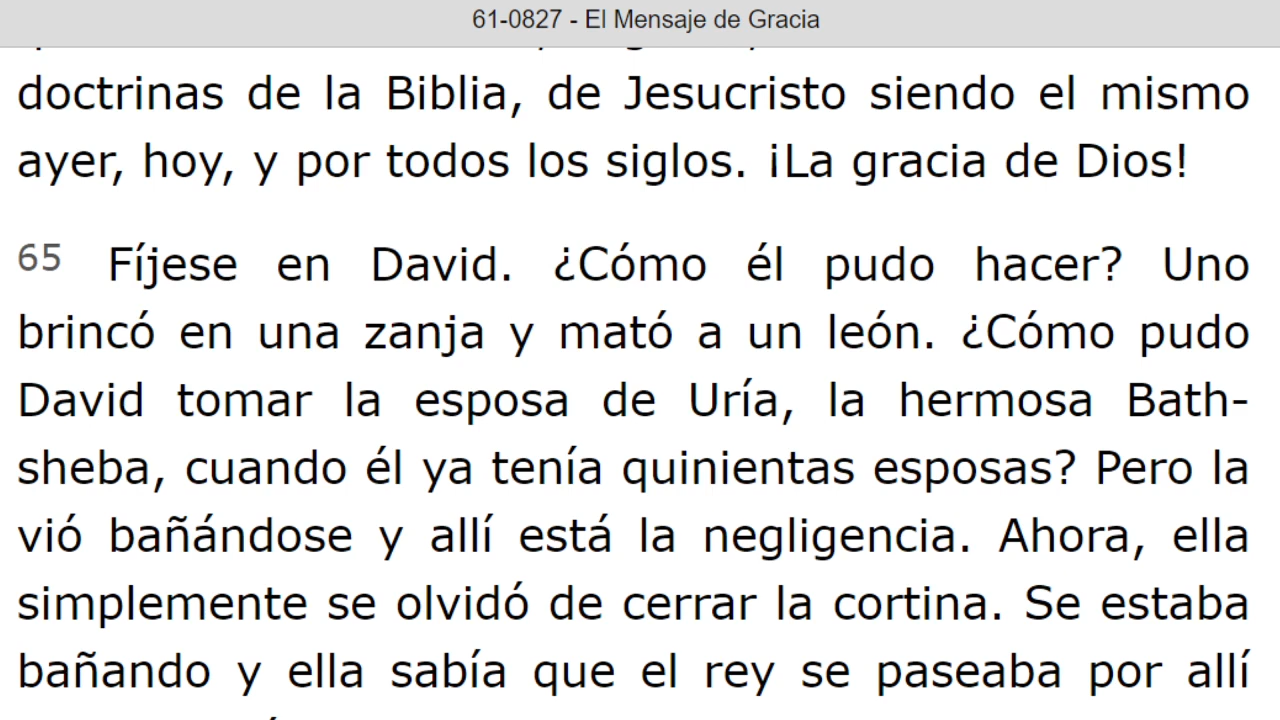 61-0827 - El Mensaje de Gracia
doctrinas de la Biblia, de Jesucristo siendo el mismo
ayer, hoy, y por todos los siglos. ¡La gracia de Dios!
65 Fíjese en David. ¿Cómo él pudo hacer? Uno
brincó en una zanja y mató a un león. ¿Cómo pudo
David tomar la esposa de Uría, la hermosa Bath-
sheba, cuando él ya tenía quinientas esposas? Pero la
vió bañándose y allí está la negligencia. Ahora, ella
simplemente se olvidó de cerrar la cortina. Se estaba
bañando y ella sabía que el rey se paseaba por allí